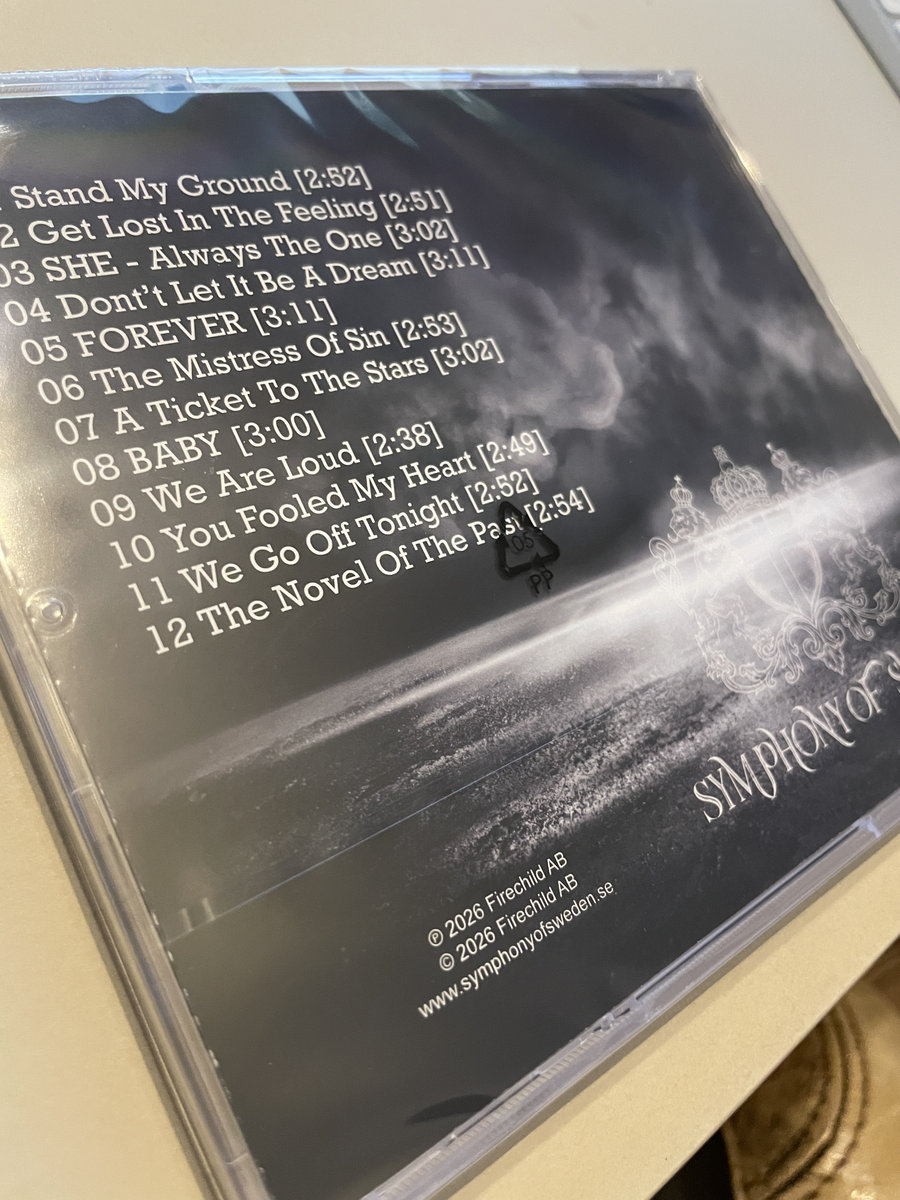 Stand My Ground [2:52]
2 Get Lost In The Feeling [2:51]
03 SHE - Always The One [3:02]
04 Dont't Let It Be A Dream [3:11]
05 FOREVER [3:11]
06 The Mistress Of Sin [2:53]
07 A Ticket To The Stars [3:02]
08 BABY [3:00]
09 We Are Loud [2:38]
10 You Fooled My Heart [2:49]
11 We Go Off Tonight [2:52]
12 The Novel Of The Past [2:54]
05
PP
SYMPHONY OF
℗ 2026 Firechild AB
© 2026 Firechild AB
www.symphonyofsweden.se